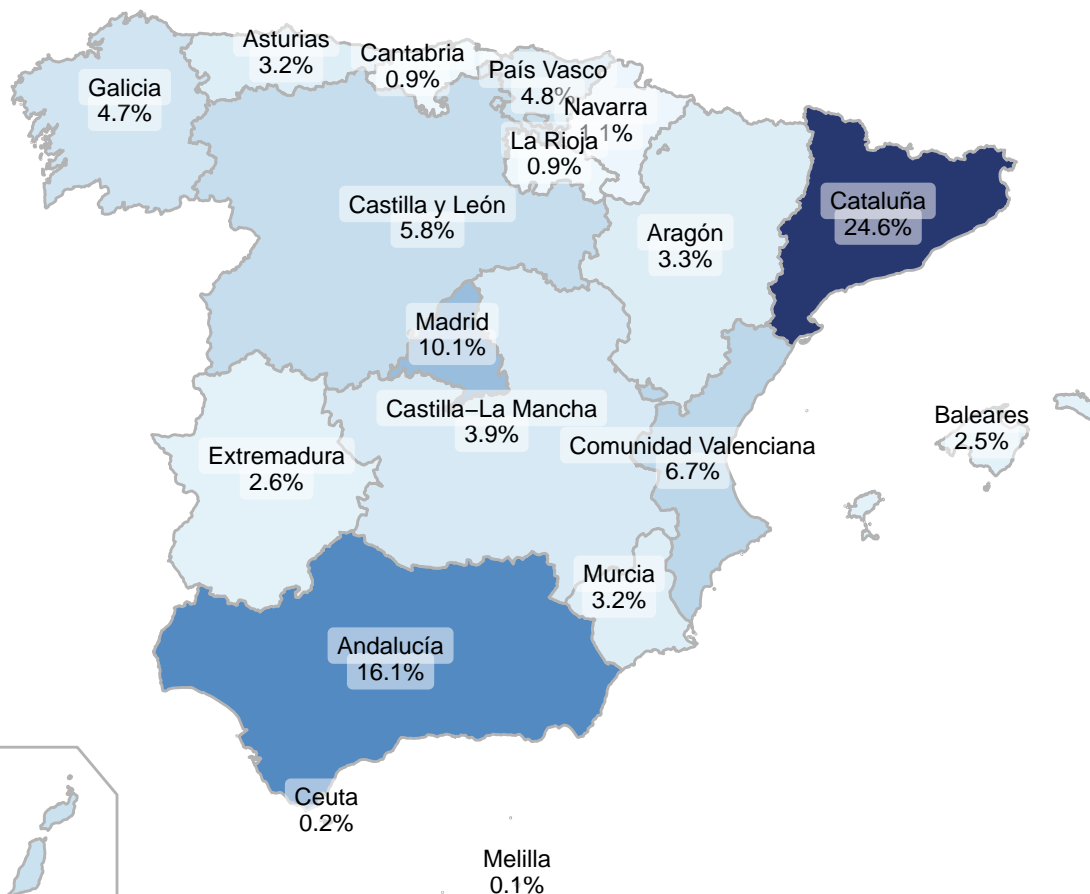 Asturias
3.2%
Cantabria
0.9%
País Vasco
4.8%
Galicia
4.7%
Navarra
1.1%
La Rioja
0.9%
Castilla y León
5.8%
Aragón
3.3%
Cataluña
24.6%
Madrid
10.1%
Castilla–La Mancha
3.9%
Comunidad Valenciana
6.7%
Baleares
2.5%
Extremadura
2.6%
Murcia
3.2%
Andalucía
16.1%
Ceuta
0.2%
Melilla
0.1%